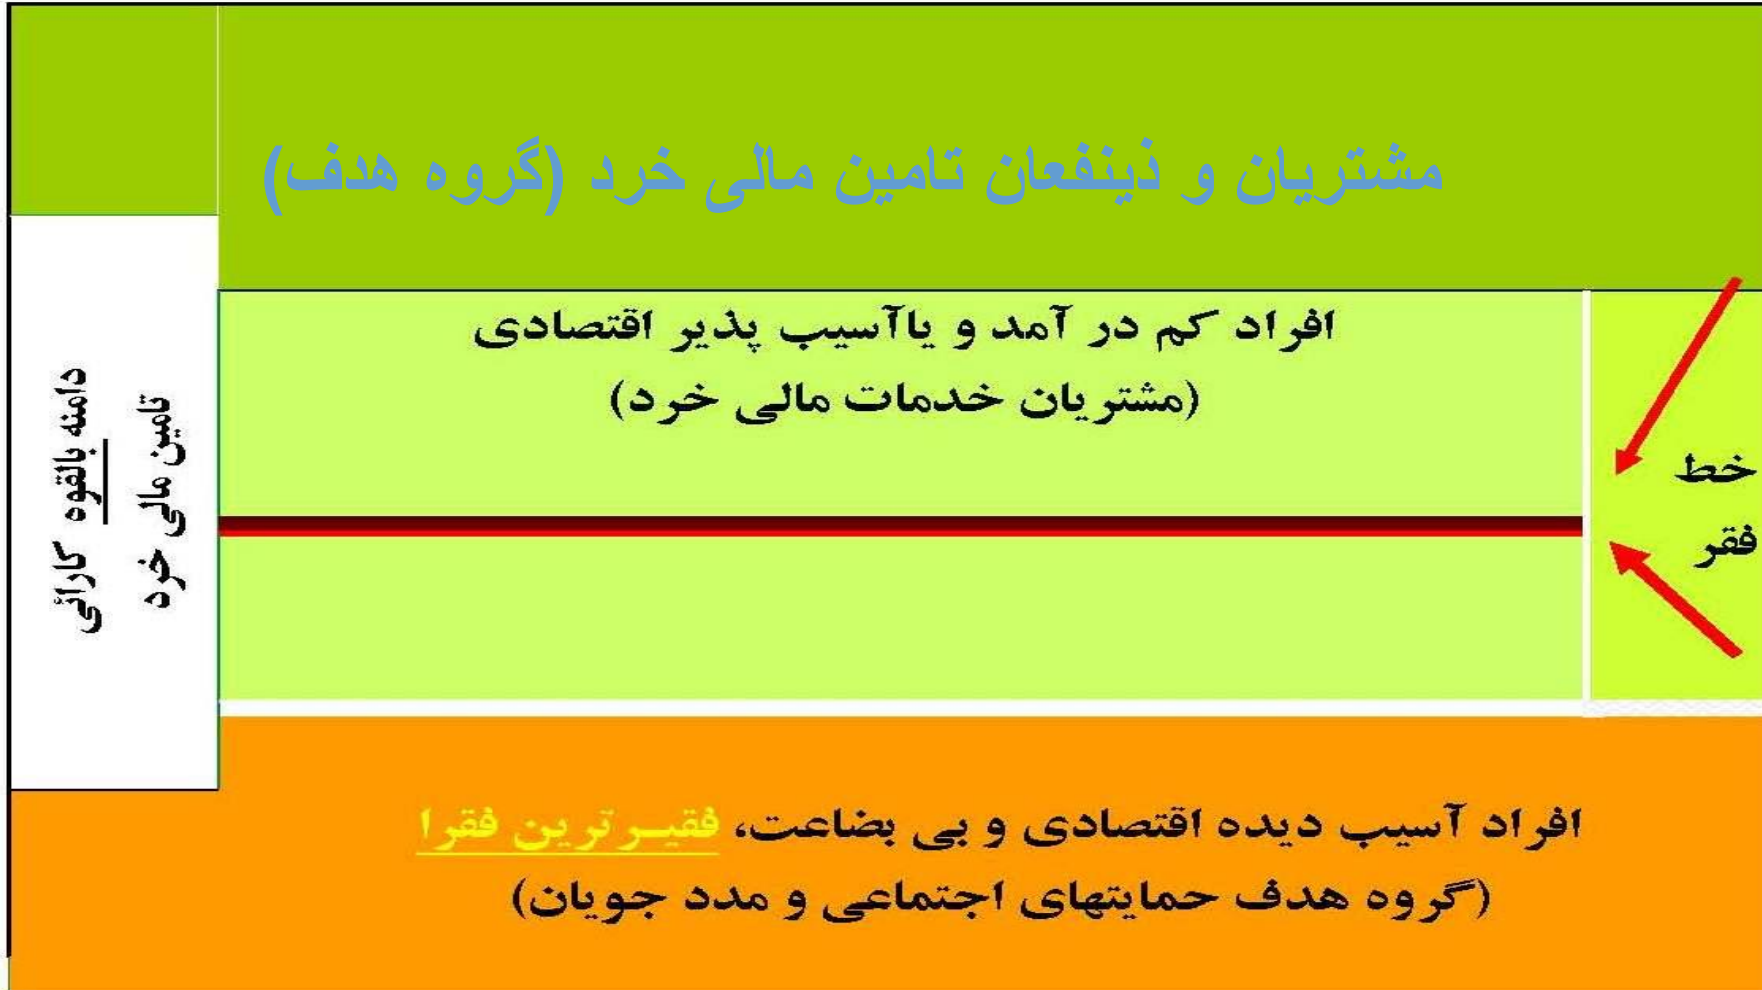 مشتریان و ذینفعان تامین مالی خرد (گروه هدف)
افراد کم در آمد و یاآسیب پذیر اقتصادی
(مشتریان خدمات مالی خرد)
خط
فقر
دامنه بالقوه کارائی
تامین مالی خرد
افراد آسیب دیده اقتصادی و بی بضاعت، فقیـرترین فقرا
(گروه هدف حمایتهای اجتماعی و مدد جویان)